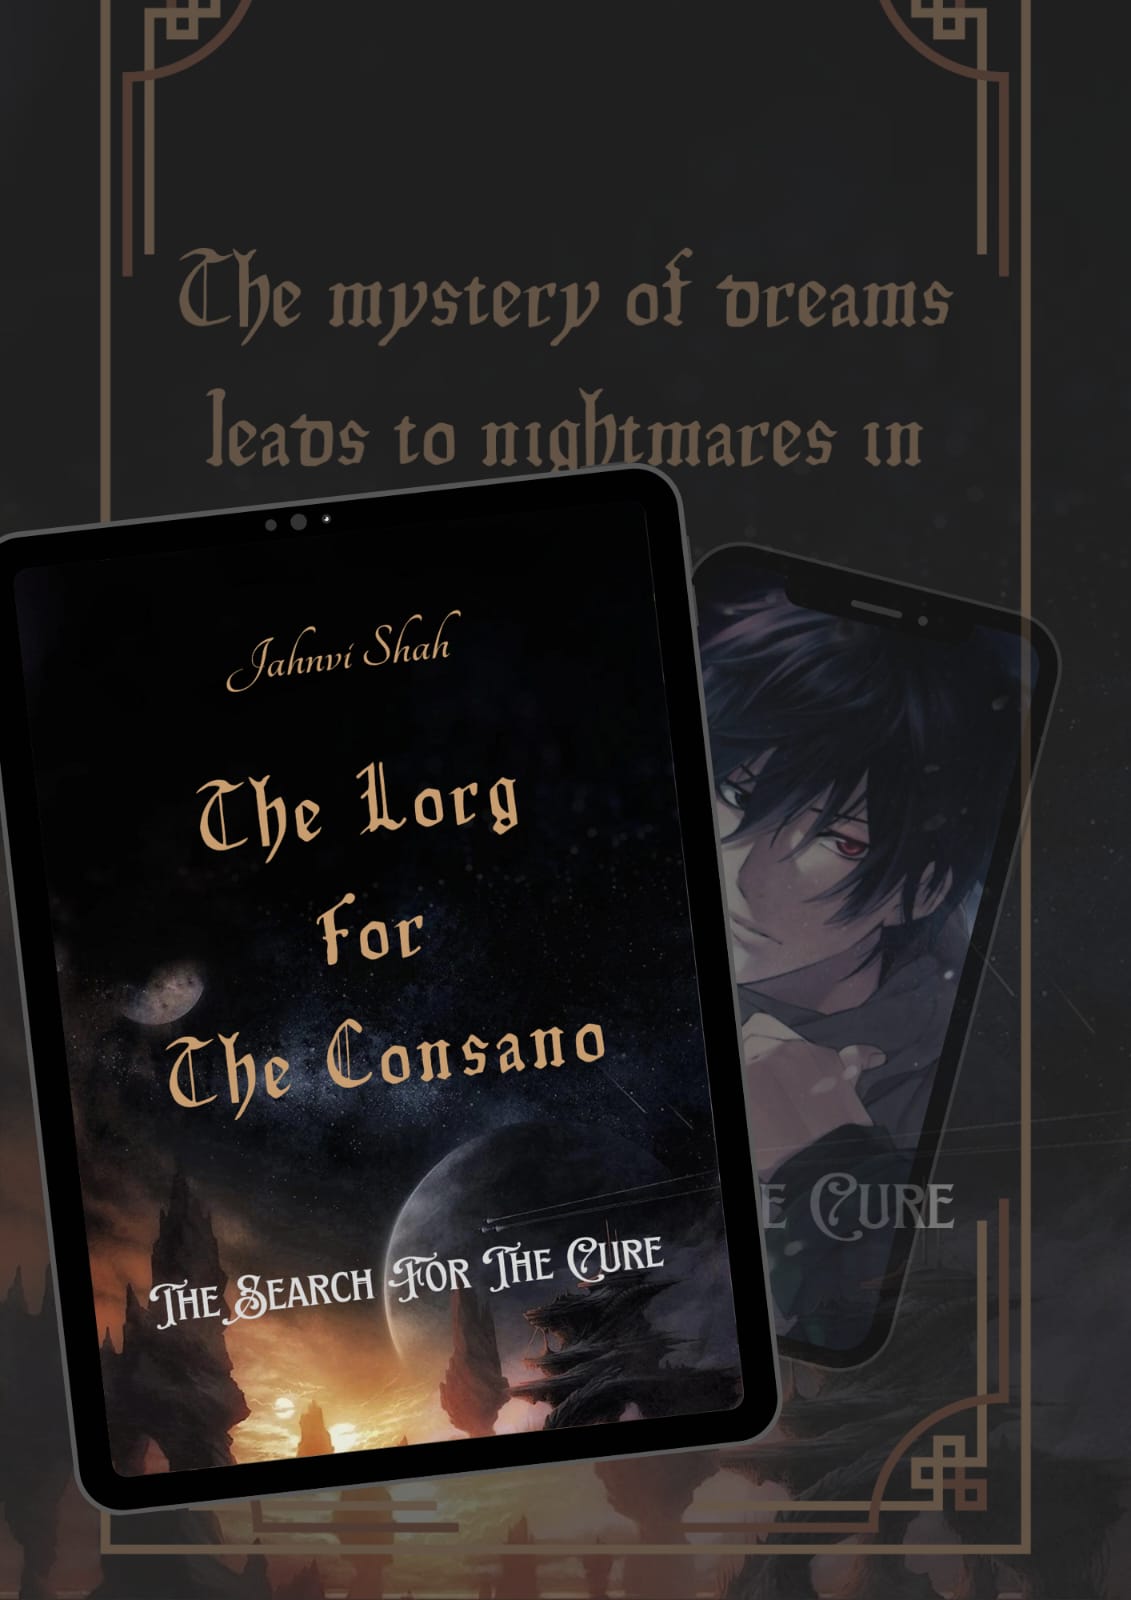 The mystery of dreams
leads to nightmares in
Jahnvi Shah
The Lorg
For
The Consano
The Search For The Cure
Cure